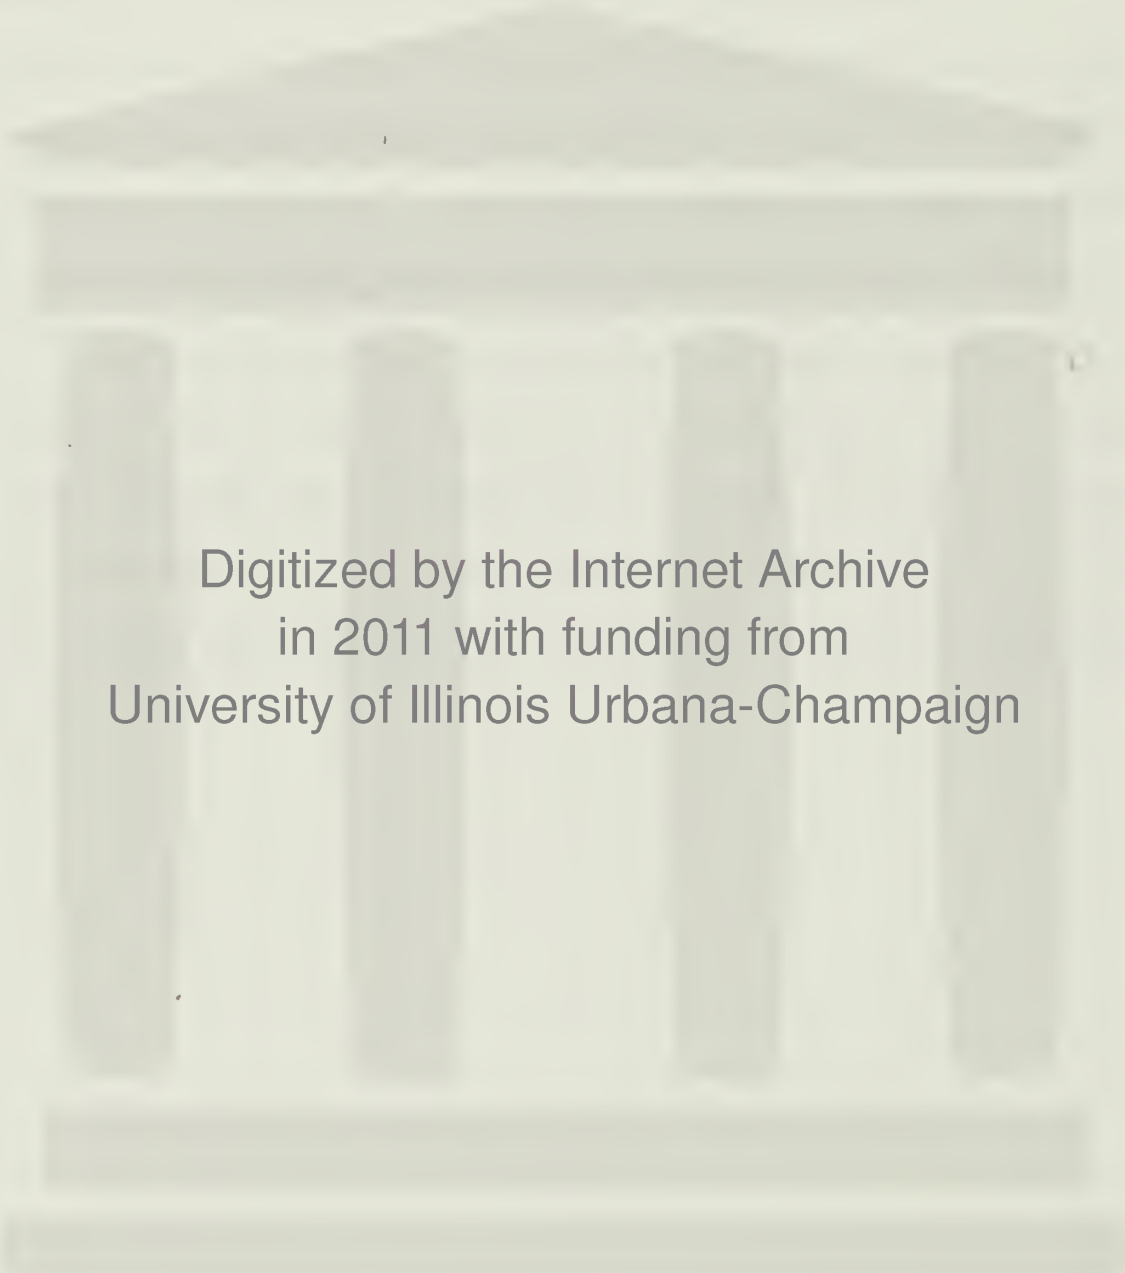 Digitized by the Internet Archive
in 2011 with funding from
University of Illinois Urbana-Champaign